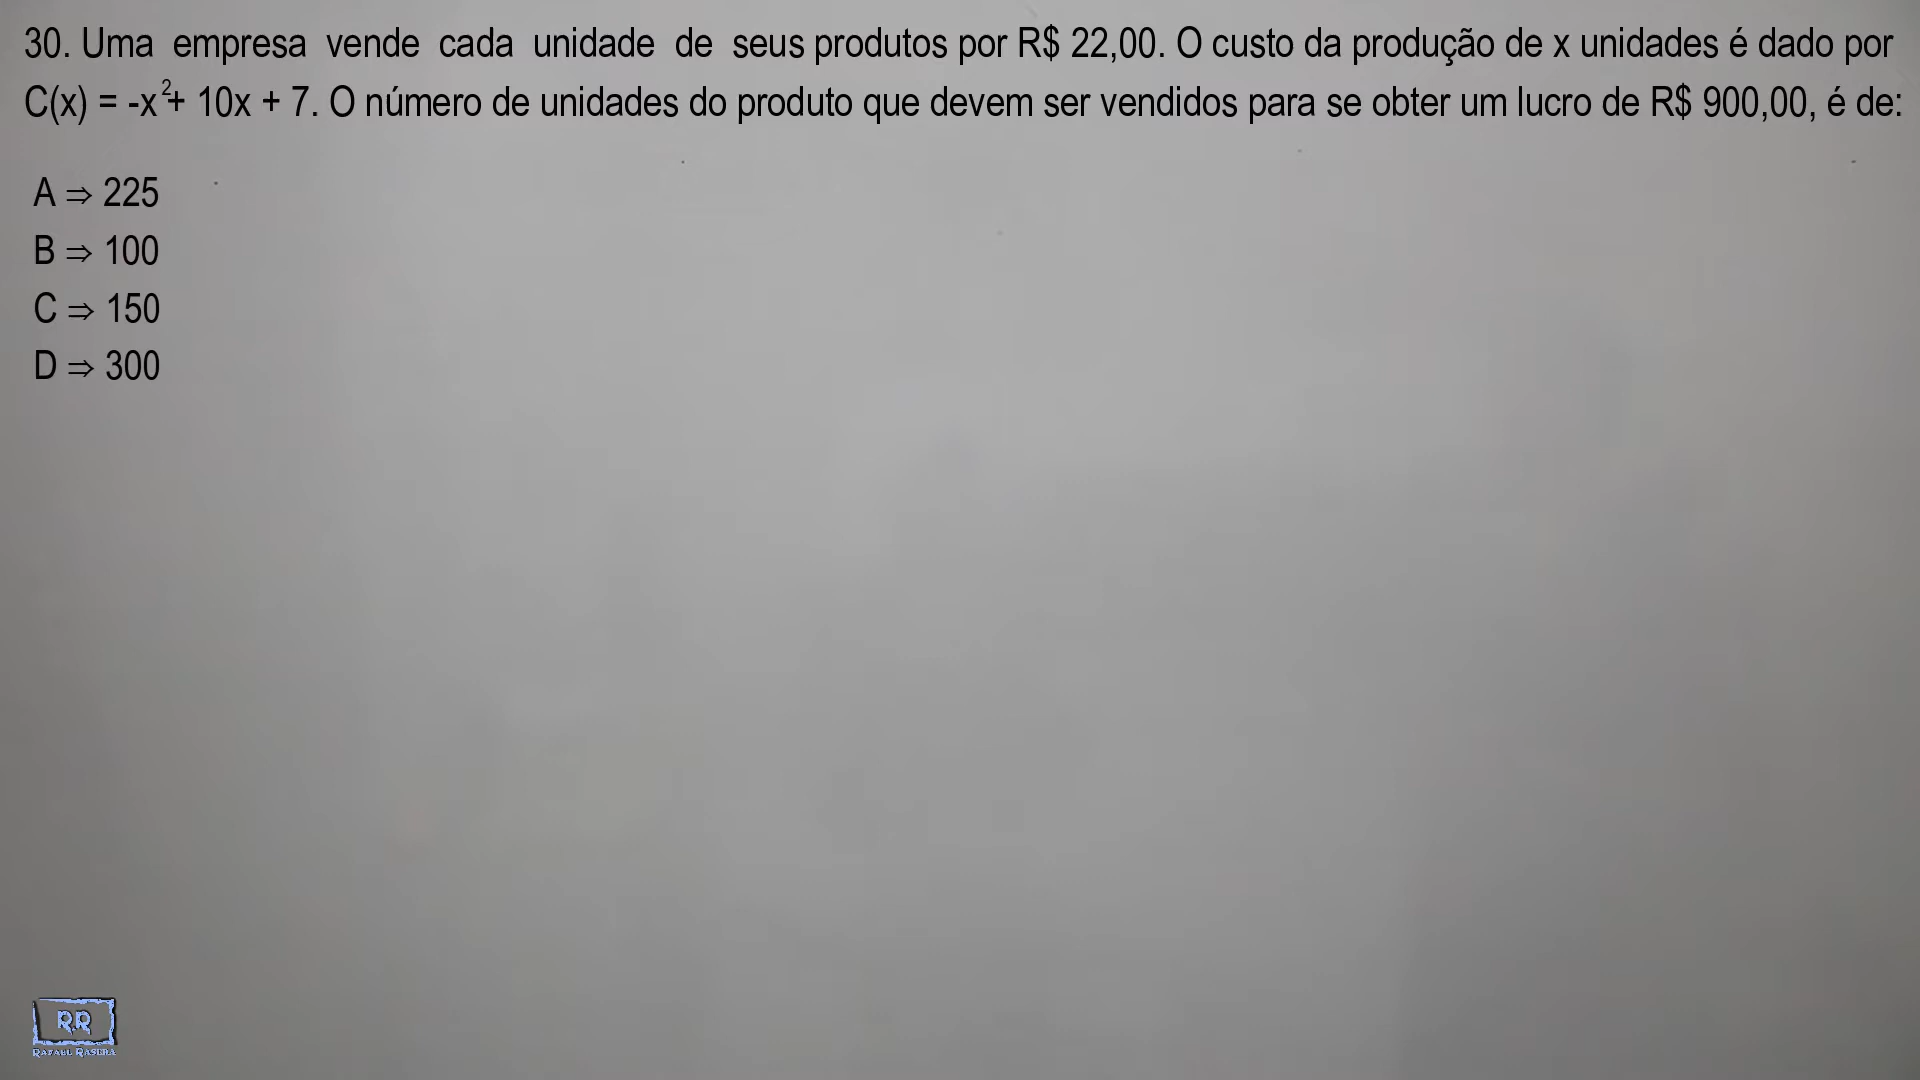 30. Uma empresa vende cada unidade de seus produtos por R$ 22,00. O custo da produção de x unidades é dado por
C(x) = -x²+ 10x + 7. O número de unidades do produto que devem ser vendidos para se obter um lucro de R$ 900,00, é de:
A ⇒ 225
B ⇒ 100
C ⇒ 150
D ⇒ 300
RR